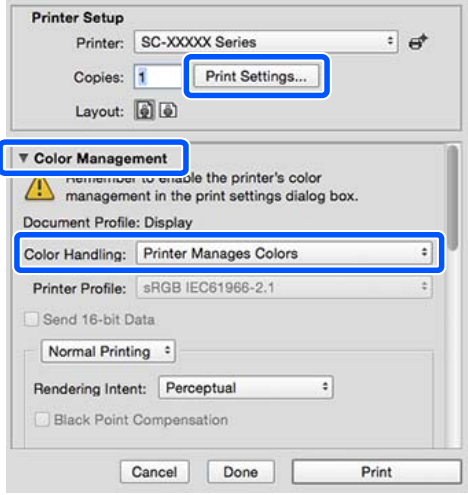 Printer Setup
Printer: SC-XXXXX Series
Copies: 1 Print Settings...
Layout:
Color Management
Remember to enable the printer's color
management in the print settings dialog box.
Document Profile: Display
Color Handling: Printer Manages Colors
Printer Profile: sRGB IEC61966-2.1
Send 16-bit Data
Normal Printing
Rendering Intent: Perceptual
Black Point Compensation
Cancel Done Print